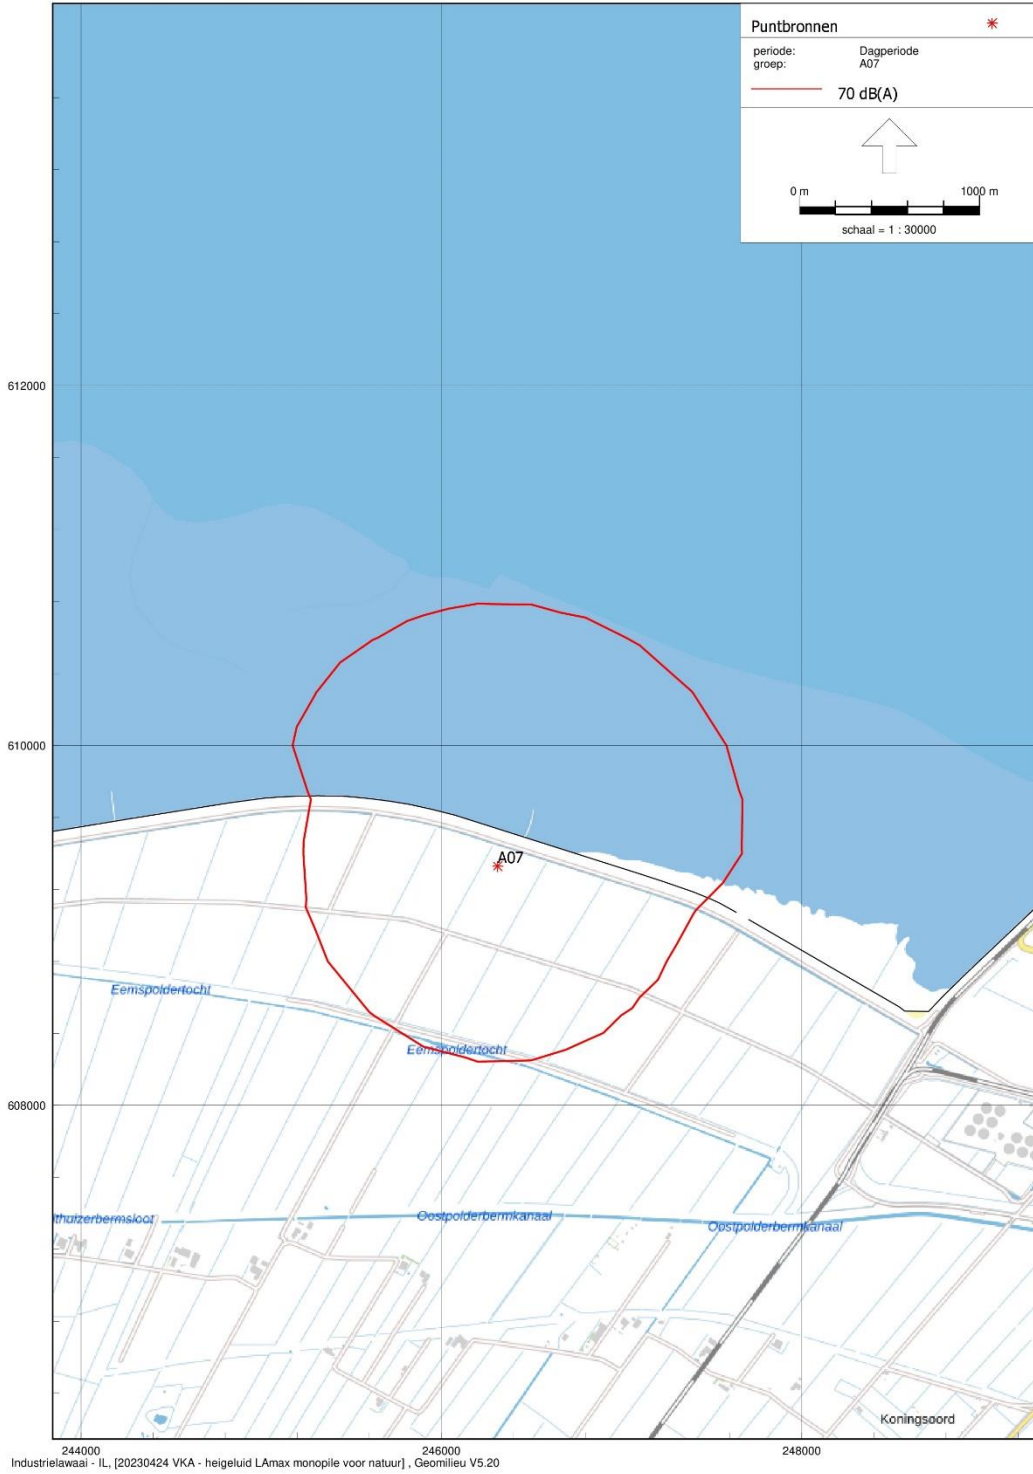 Puntbronnen
periode: Dagperiode
groep: A07
70 dB(A)
0 m 1000 m
schaal = 1 : 30000
612000
610000
A07
Eemspoldertocht
Eemspoldertocht
608000
thuizerbermsloot
Oostpolderbermkanaal
Oostpolderbermkanaal
Koningsoord
244000 246000 248000
Industrielawaai - IL, [20230424 VKA - heigeluid LAmax monopile voor natuur] , Geomilieu V5.20